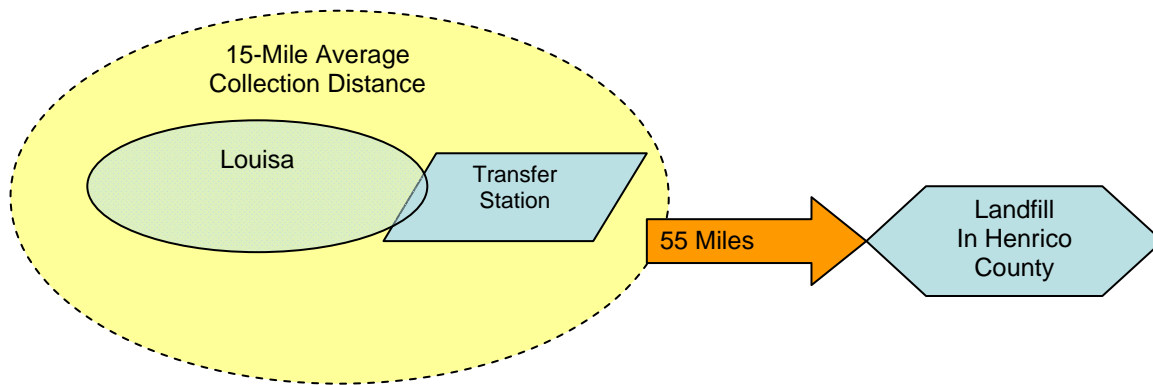 15-Mile Average
Collection Distance
Louisa
Transfer
Station
55 Miles
Landfill
In Henrico
County